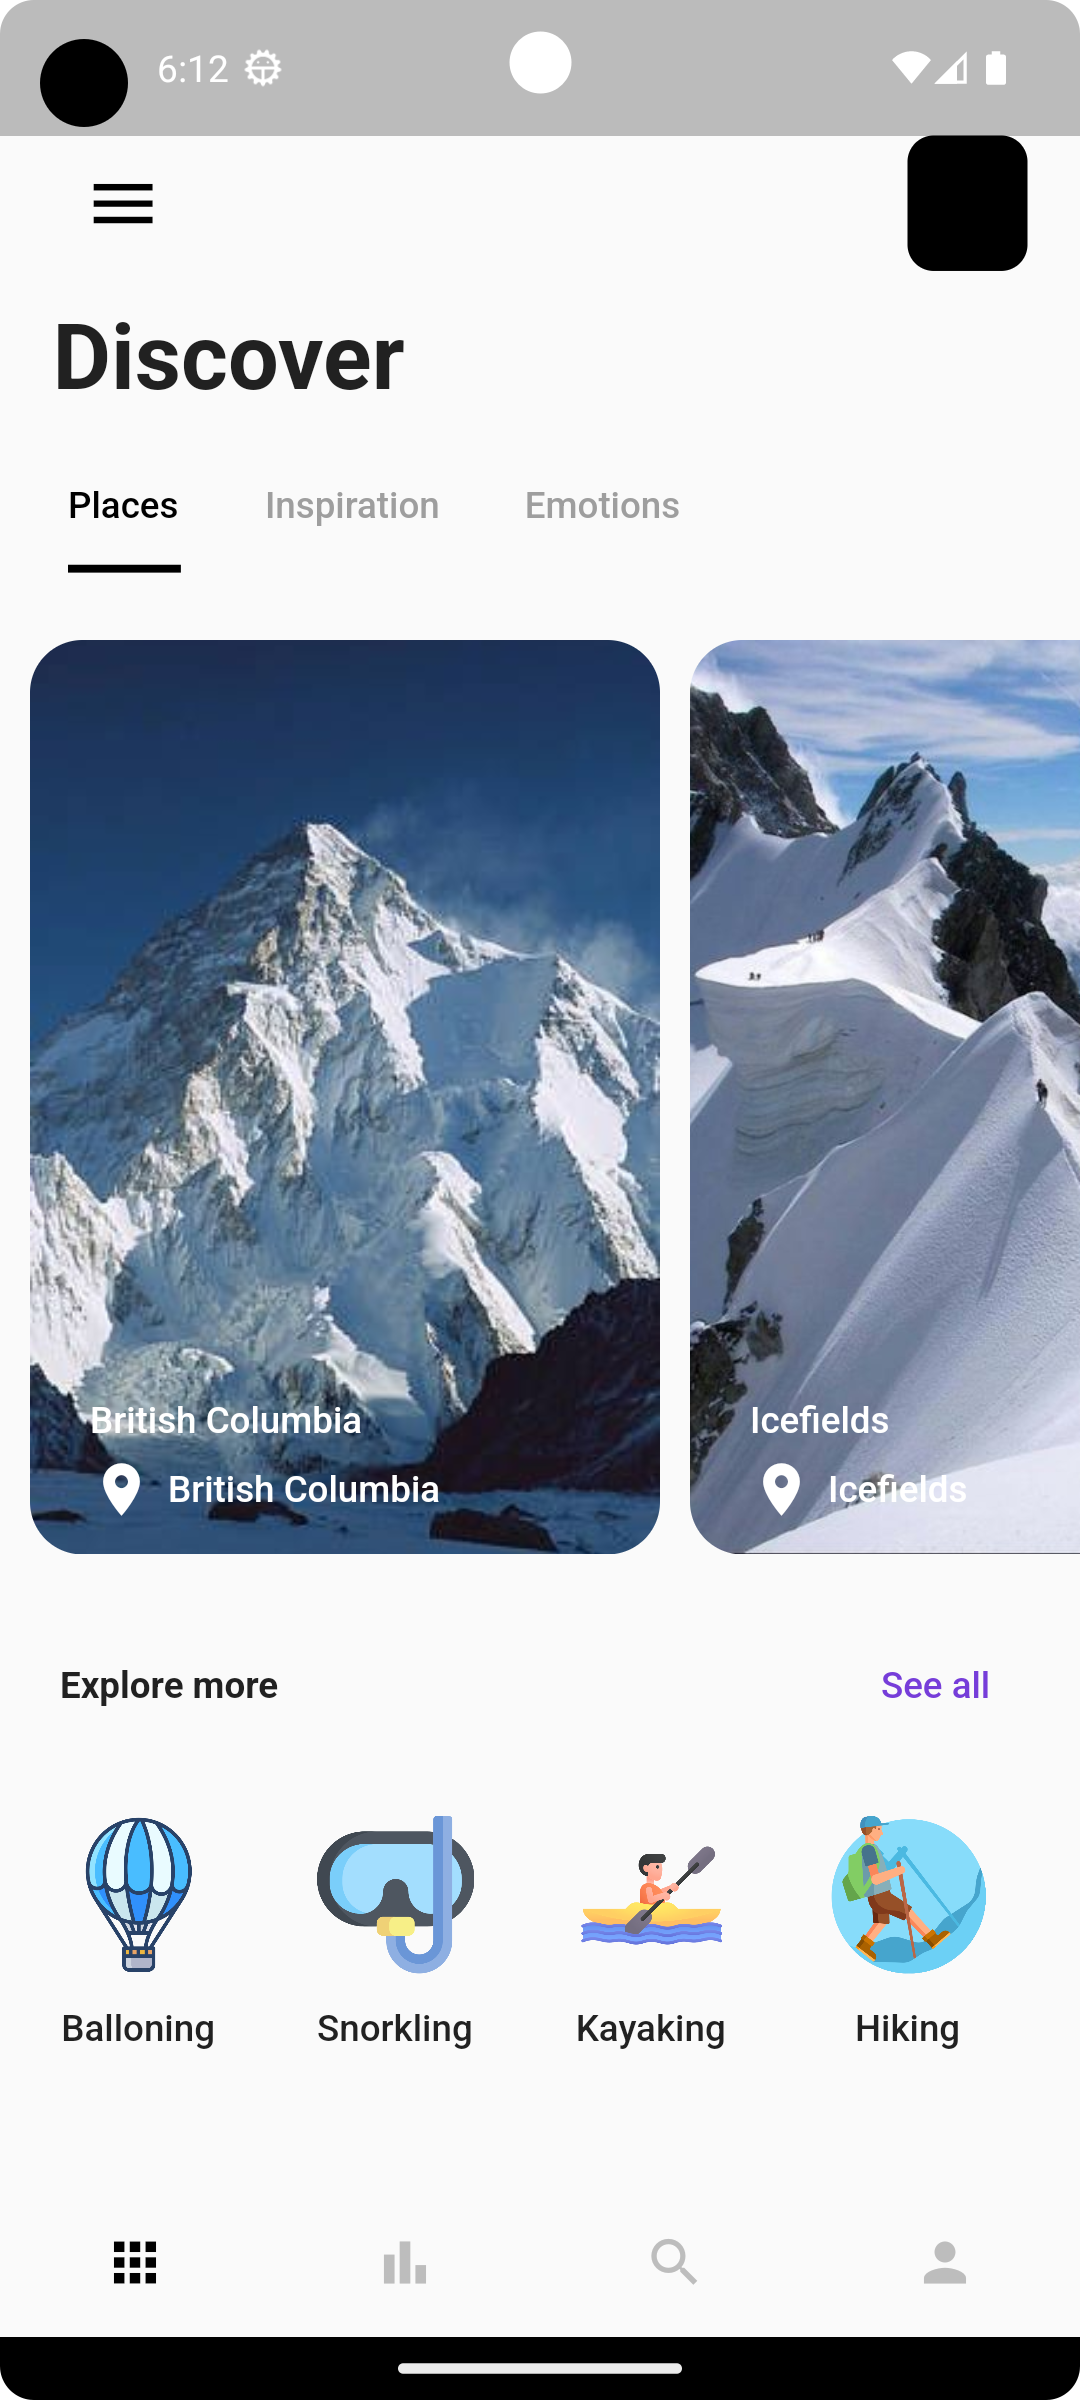 6:12
Discover
Places Inspiration Emotions
British Columbia
British Columbia
Icefields
Icefields
Explore more See all
Balloning Snorkling Kayaking Hiking